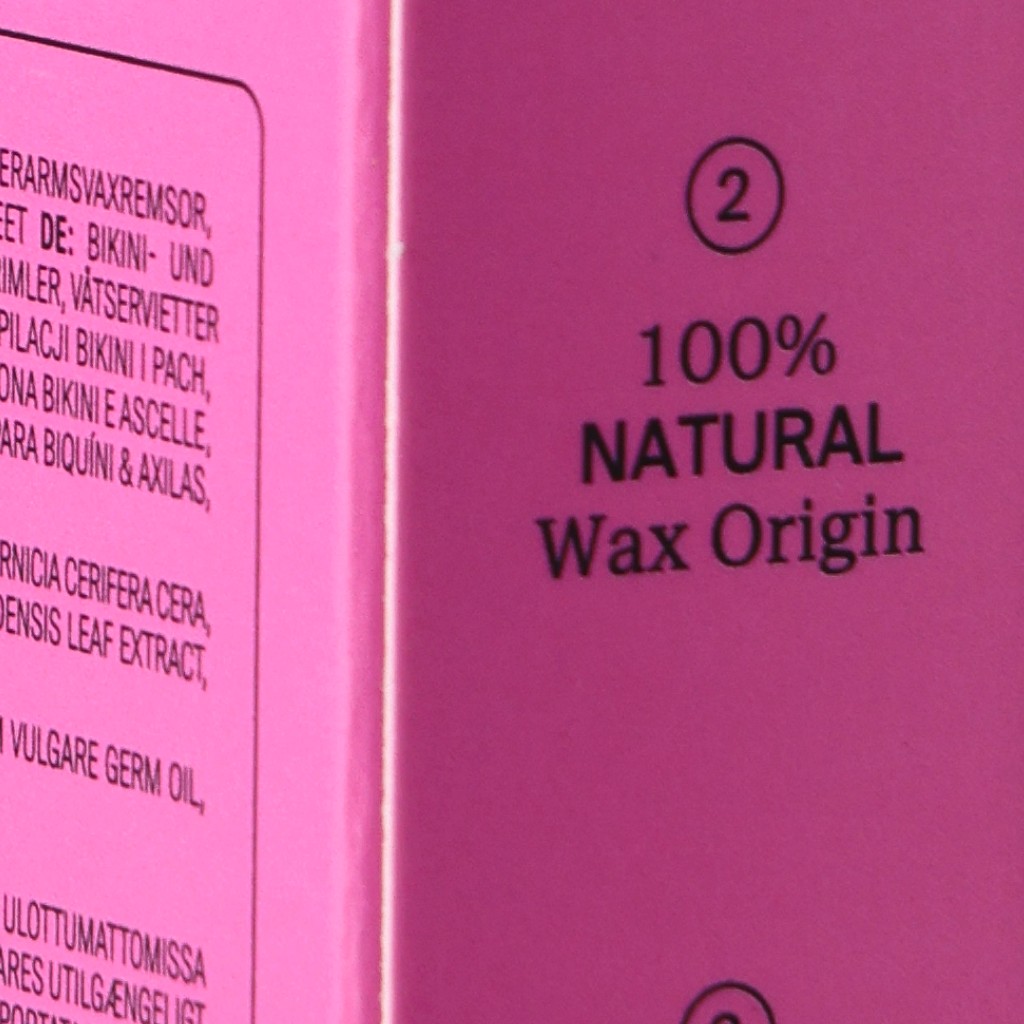 ERARMSVAXREMSOR,
EET DE: BIKINI- UND
RIMLER, VÅTSERVIETTER
PILACJI BIKINI I PACH,
ONA BIKINI E ASCELLE,
PARA BIQUÍNI & AXILAS,
RNICIA CERIFERA CERA,
DENSIS LEAF EXTRACT,
VULGARE GERM OIL,
ULOTTUMATTOMISSA
ARES UTILGÆNGELIGT
2
100%
NATURAL
Wax Origin